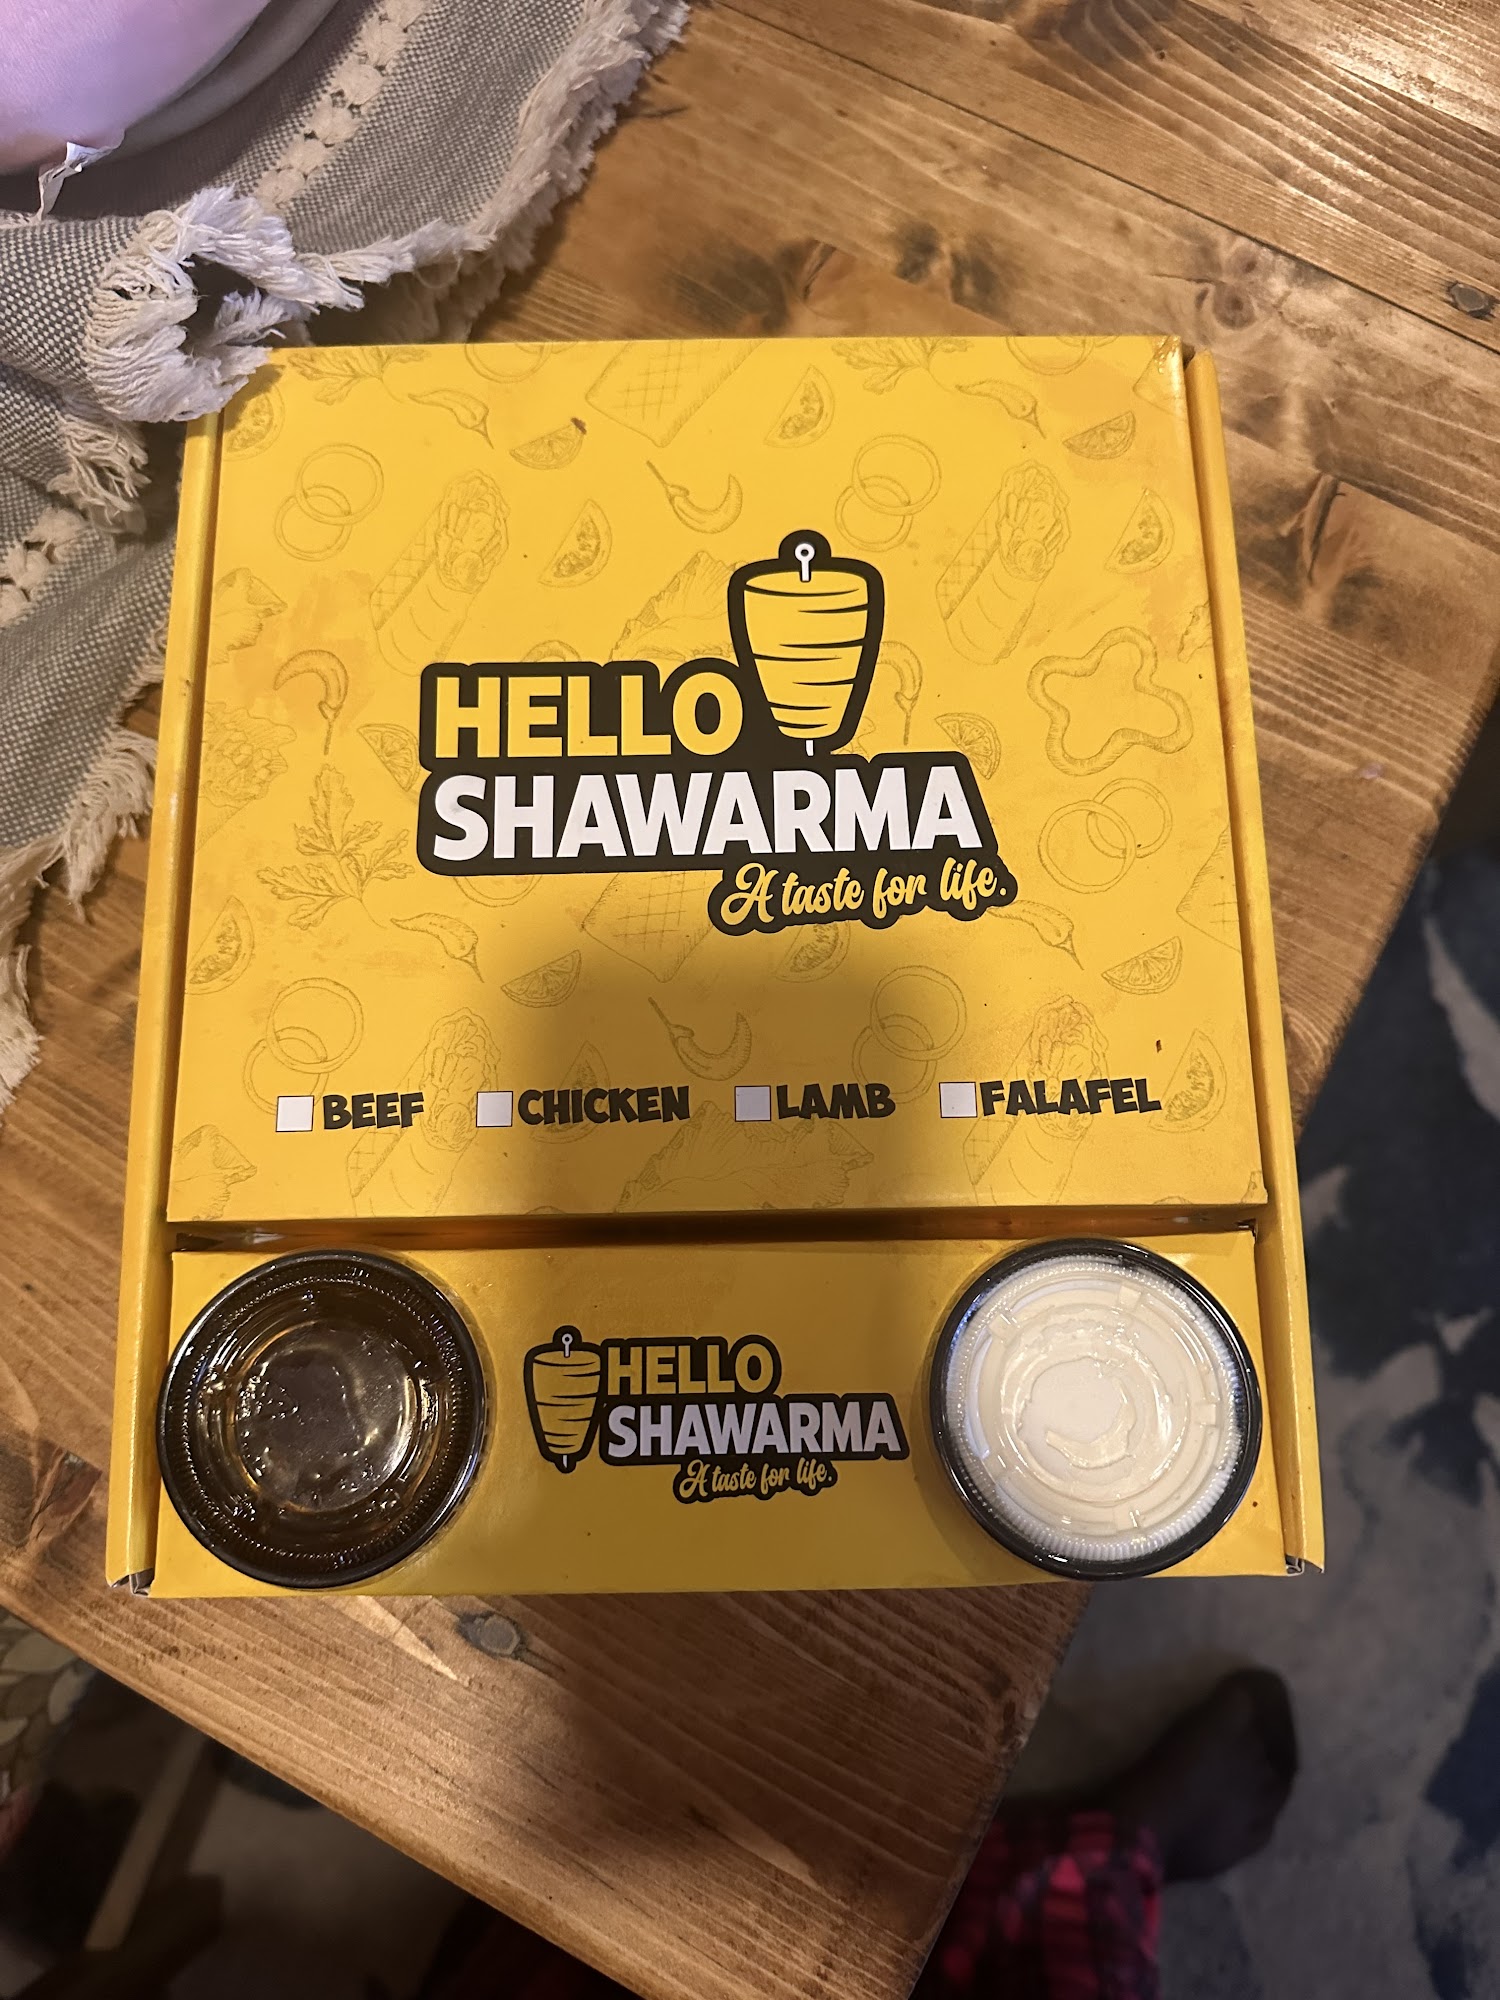 HELLO
SHAWARMA
A taste for life.
BEEF CHICKEN LAMB FALAFEL
HELLO
SHAWARMA
A taste for life.